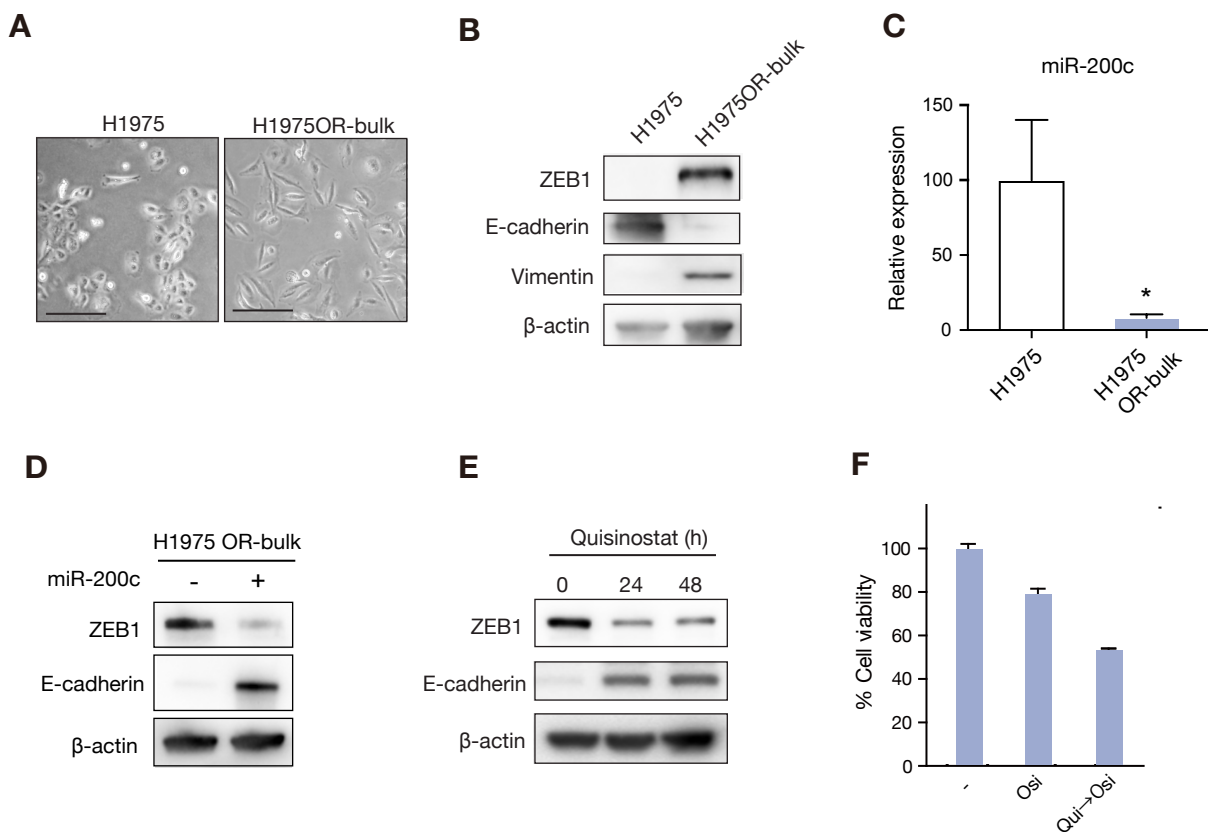 A
H1975
H1975OR-bulk
B
H1975
H1975OR-bulk
ZEB1
E-cadherin
Vimentin
β-actin
C
miR-200c
Relative expression
150
100
50
0
*
H1975
H1975
OR-bulk
D
H1975 OR-bulk
miR-200c - +
ZEB1
E-cadherin
β-actin
E
Quisinostat (h)
0 24 48
ZEB1
E-cadherin
β-actin
F
% Cell viability
100
80
60
40
20
0
-
Osi
Qui→Osi